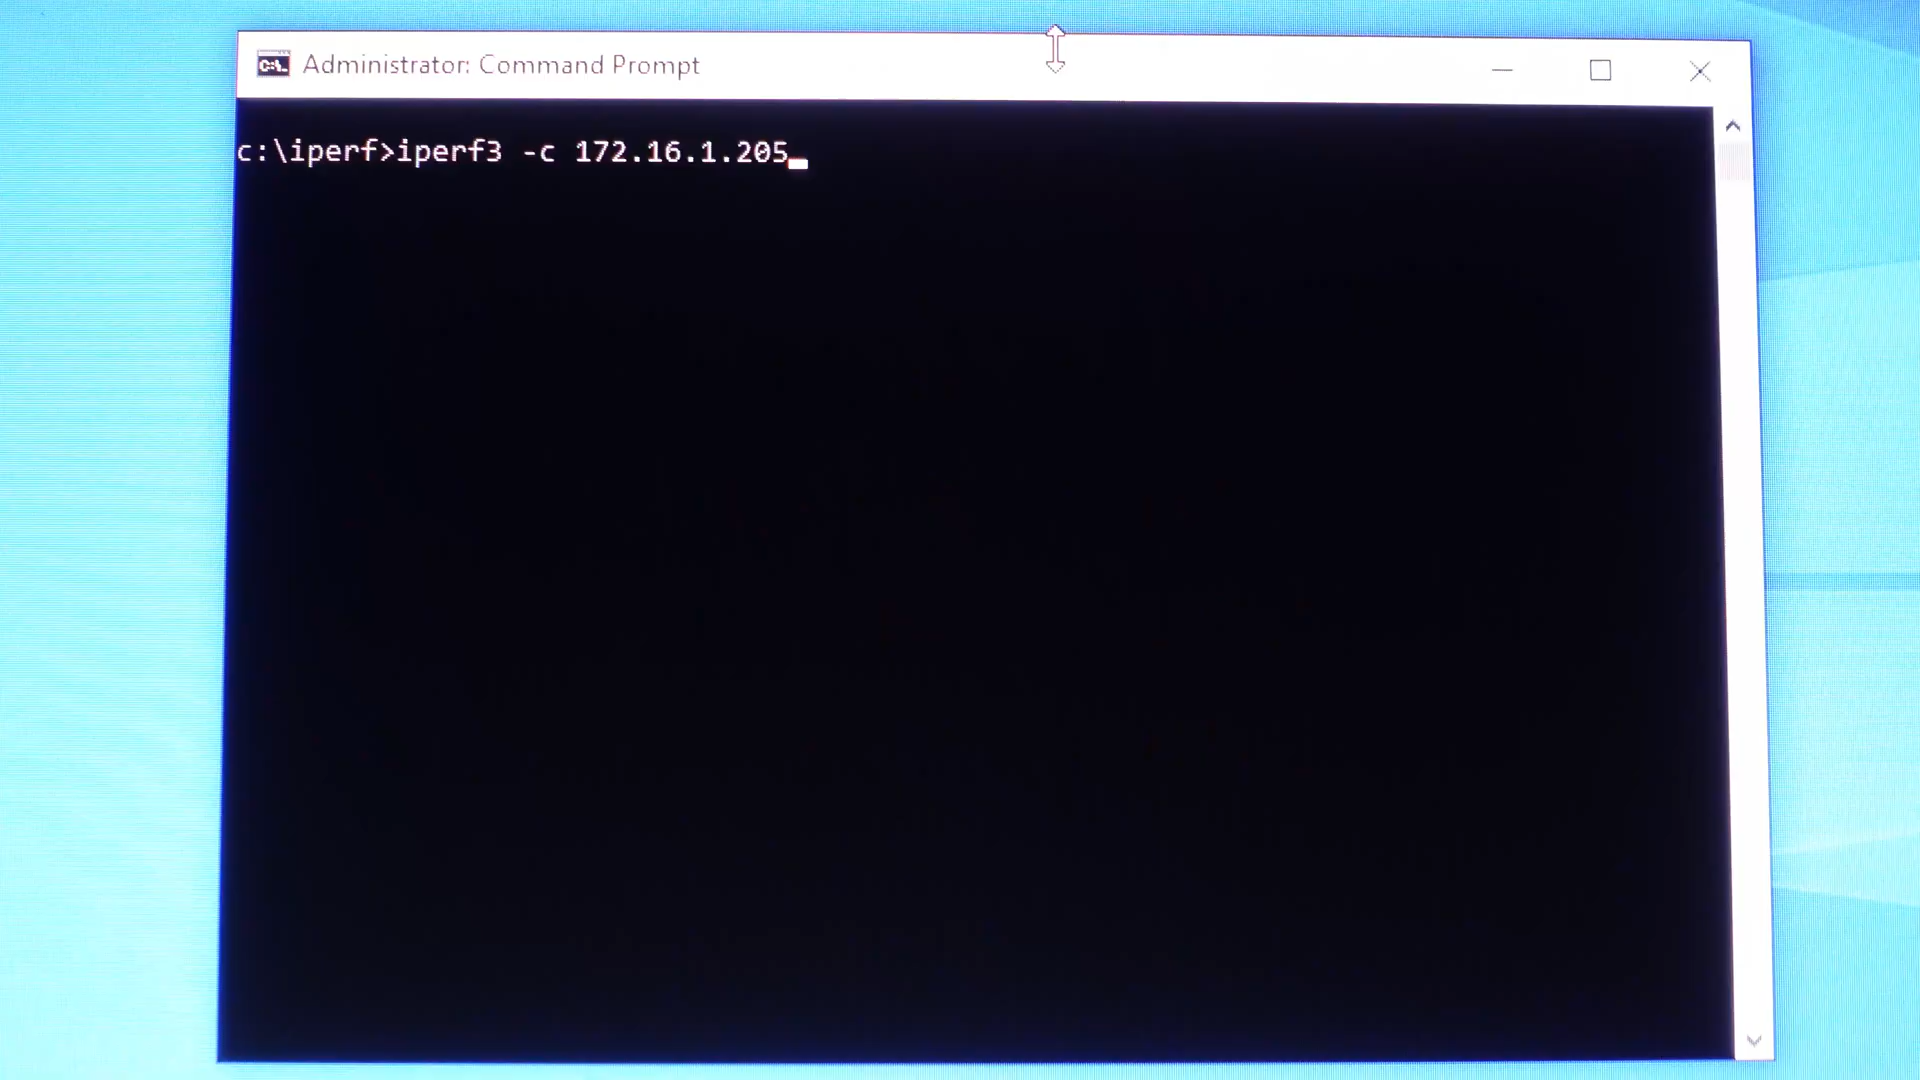 C:\.
Administrator: Command Prompt
c:\iperf>iperf3 -c 172.16.1.205